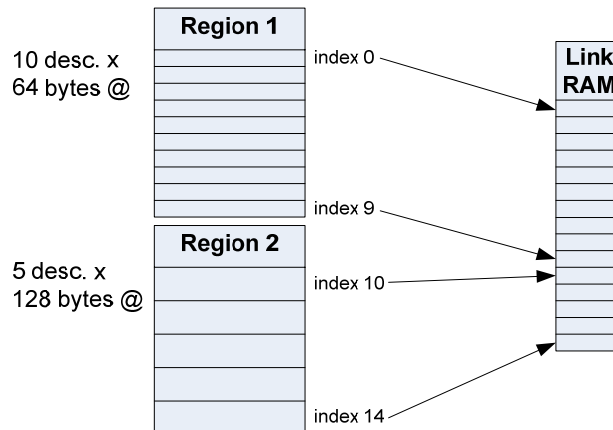 Region 1
10 desc. x
64 bytes @
index 0
index 9
Region 2
5 desc. x
128 bytes @
index 10
index 14
Link
RAM